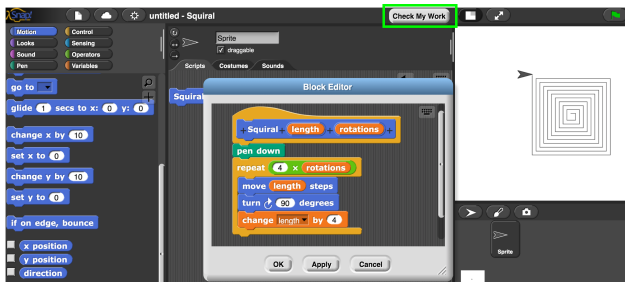 Snap!
untitled - Squiral
Check My Work
Motion Control
Looks Sensing
Sound Operators
Pen Variables
go to
glide 1 secs to x: 0 y: 0
change x by 10
set x to 0
change y by 10
set y to 0
if on edge, bounce
x position
y position
direction
Sprite
draggable
Scripts Costumes Sounds
Squiral
Block Editor
+ Squiral + length + rotations +
pen down
repeat 4 × rotations
move length steps
turn 90 degrees
change length by 4
OK Apply Cancel
Sprite